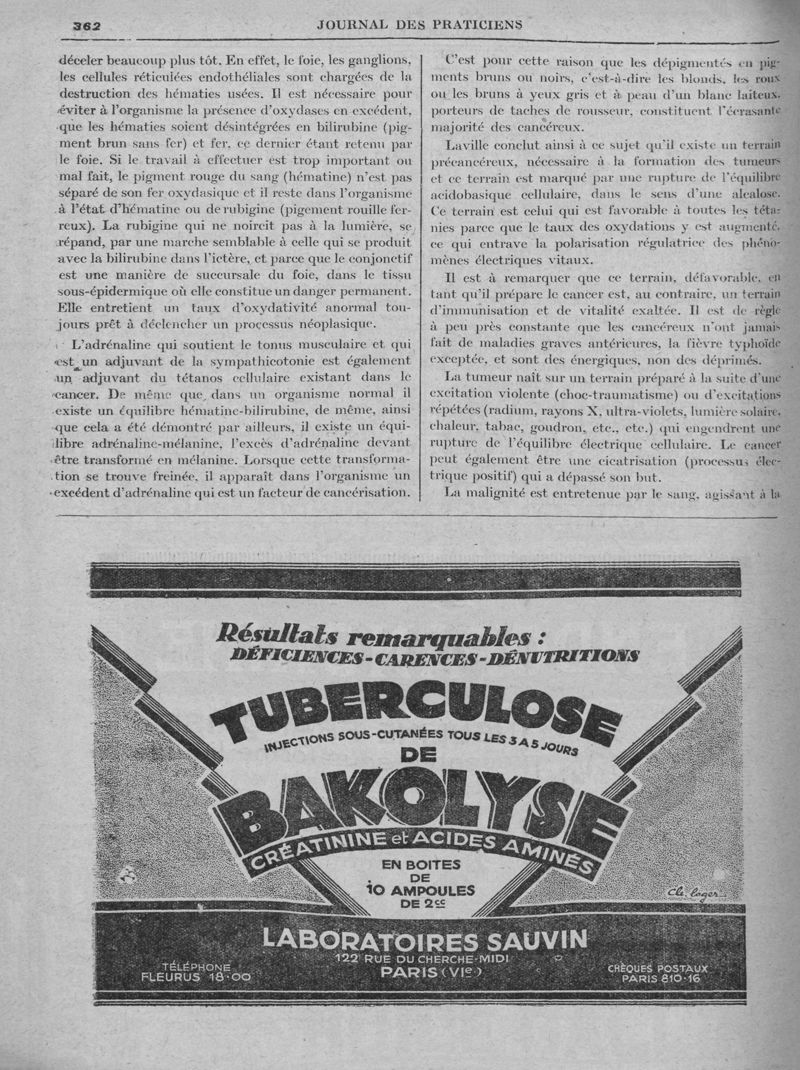 362
JOURNAL DES PRATICIENS
déceler beaucoup plus tôt. En effet, le foie, les ganglions,
les cellules réticulées endothéliales sont chargées de la
destruction des hématies usées. Il est nécessaire pour
éviter à l'organisme la présence d'oxydases en excédent,
que les hématies soient désintégrées en bilirubine (pig-
ment brun sans fer) et fer, ce dernier étant retenu par
le foie. Si le travail à effectuer est trop important ou
mal fait, le pigment rouge du sang (hématine) n'est pas
séparé de son fer oxydasique et il reste dans l'organisme
à l'état d'hématine ou de rubigine (pigement rouille fer-
reux). La rubigine qui ne noircit pas à la lumière, se
répand, par une marche semblable à celle qui se produit
avec la bilirubine dans l'ictère, et parce que le conjonctif
est une manière de succursale du foie, dans le tissu
sous-épidermique où elle constitue un danger permanent.
Elle entretient un taux d'oxydativité anormal tou-
jours prêt à déclencher un processus néoplasique.
L'adrénaline qui soutient le tonus musculaire et qui
est un adjuvant de la sympathicotonie est également
un adjuvant du tétanos cellulaire existant dans le
cancer. De même que dans un organisme normal il
existe un équilibre hématine-bilirubine, de même, ainsi
que cela a été démontré par ailleurs, il existe un équi-
libre adrénaline-mélanine, l'excès d'adrénaline devant
être transformé en mélanine. Lorsque cette transforma-
tion se trouve freinée, il apparaît dans l'organisme un
excédent d'adrénaline qui est un facteur de cancérisation.
C'est pour cette raison que les dépigmentés en pig-
ments bruns ou noirs, c'est-à-dire les blonds, les roux
ou les bruns à yeux gris et à peau d'un blanc laiteux,
porteurs de taches de rousseur, constituent l'écrasante
majorité des cancéreux.
Laville conclut ainsi à ce sujet qu'il existe un terrain
précancéreux, nécessaire à la formation des tumeurs
et ce terrain est marqué par une rupture de l'équilibre
acidobasique cellulaire, dans le sens d'une alcalose.
Ce terrain est celui qui est favorable à toutes les téta-
nies parce que le taux des oxydations y est augmenté,
ce qui entrave la polarisation régulatrice des phéno-
mènes électriques vitaux.
Il est à remarquer que ce terrain, défavorable, en
tant qu'il prépare le cancer est, au contraire, un terrain
d'immunisation et de vitalité exaltée. Il est de règle
à peu près constante que les cancéreux n'ont jamais
fait de maladies graves antérieures, la fièvre typhoïde
exceptée, et sont des énergiques, non des déprimés.
La tumeur naît sur un terrain préparé à la suite d'une
excitation violente (choc-traumatisme) ou d'excitations
répétées (radium, rayons X, ultra-violets, lumière solaire,
chaleur, tabac, goudron, etc., etc.) qui engendrent une
rupture de l'équilibre électrique cellulaire. Le cancer
peut également être une cicatrisation (processus élec-
trique positif) qui a dépassé son but.
La malignité est entretenue par le sang, agissant à la
Résultats remarquables :
DÉFICIENCES-CARENCES-DÉNUTRITIONS
TUBERCULOSE
INJECTIONS SOUS-CUTANÉES TOUS LES 3 A 5 JOURS
DE
BAKOLYSE
CRÉATININE et ACIDES AMINÉS
EN BOITES
DE
10 AMPOULES
DE 2cc
Ch. Loger
LABORATOIRES SAUVIN
122 RUE DU CHERCHE-MIDI
PARIS (VIe)
TÉLÉPHONE
FLEURUS 18-00
CHÈQUES POSTAUX
PARIS 810-16